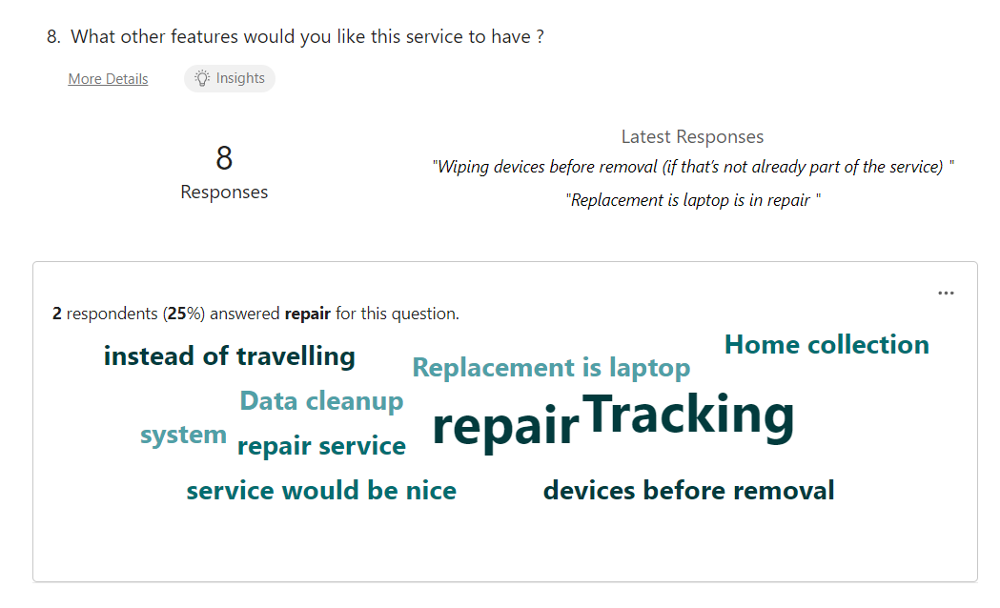 8. What other features would you like this service to have ?
More Details
Insights
8
Responses
Latest Responses
"Wiping devices before removal (if that's not already part of the service) "
"Replacement is laptop is in repair "
...
2 respondents (25%) answered repair for this question.
Home collection
instead of travelling
Replacement is laptop
Data cleanup
repair
Tracking
system
repair service
service would be nice
devices before removal